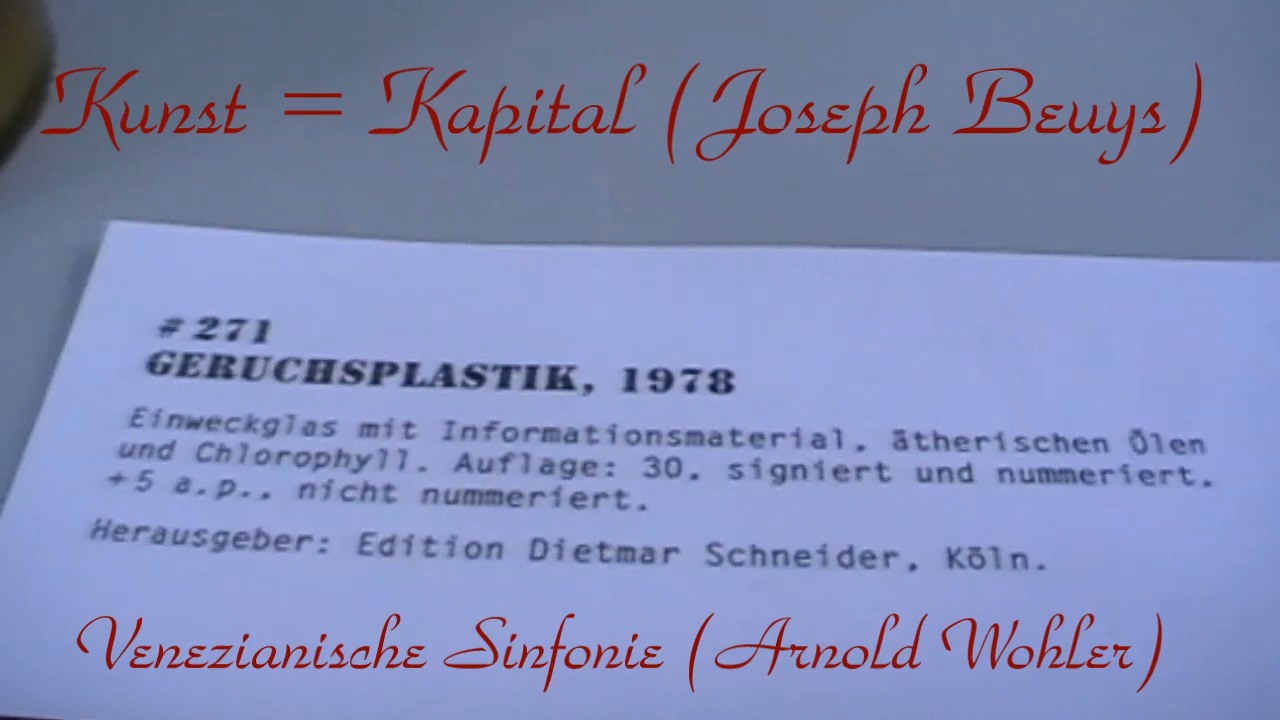 Kunst = Kapital (Joseph Beuys)
# 271
GERUCHSPLASTIK, 1978
Einweckglas mit Informationsmaterial, ätherischen Ölen
und Chlorophyll. Auflage: 30, signiert und nummeriert,
+5 a.p., nicht nummeriert.
Herausgeber: Edition Dietmar Schneider, Köln.
Venezianische Sinfonie (Arnold Wohler)